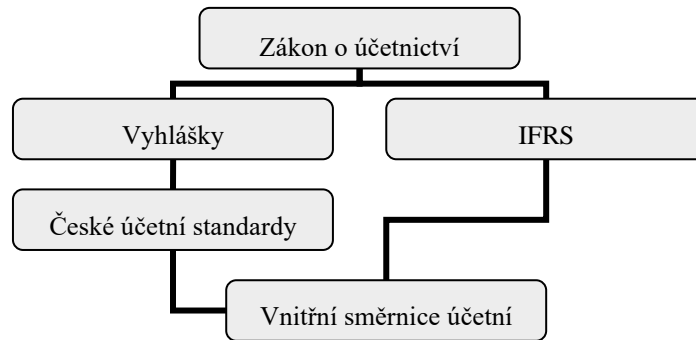 Zákon o účetnictví
Vyhlášky
IFRS
České účetní standardy
Vnitřní směrnice účetní